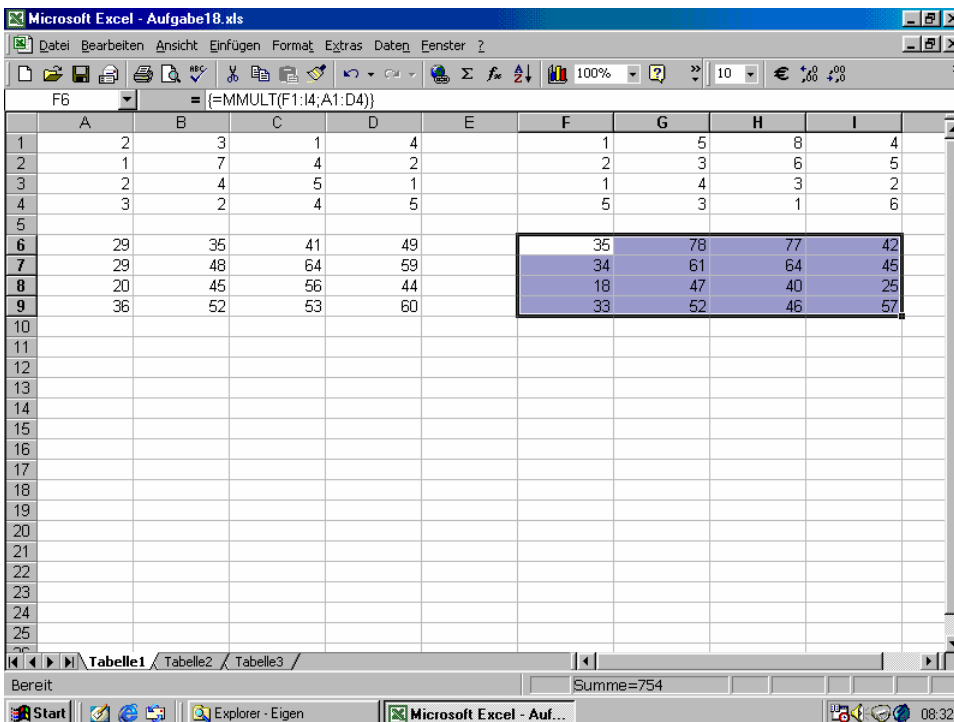 Microsoft Excel - Aufgabe18.xls
Datei Bearbeiten Ansicht Einfügen Format Extras Daten Fenster ?
ABC Σ fx 100% » 10 € ,00
F6 = {=MMULT(F1:I4;A1:D4)}
A B C D E F G H I
1 2 3 1 4 1 5 8 4
2 1 7 4 2 2 3 6 5
3 2 4 5 1 1 4 3 2
4 3 2 4 5 5 3 1 6
5
6 29 35 41 49 35 78 77 42
7 29 48 64 59 34 61 64 45
8 20 45 56 44 18 47 40 25
9 36 52 53 60 33 52 46 57
10
11
12
13
14
15
16
17
18
19
20
21
22
23
24
25
Tabelle1 Tabelle2 Tabelle3
Bereit Summe=754
Start Explorer - Eigen Microsoft Excel - Auf... 08:32